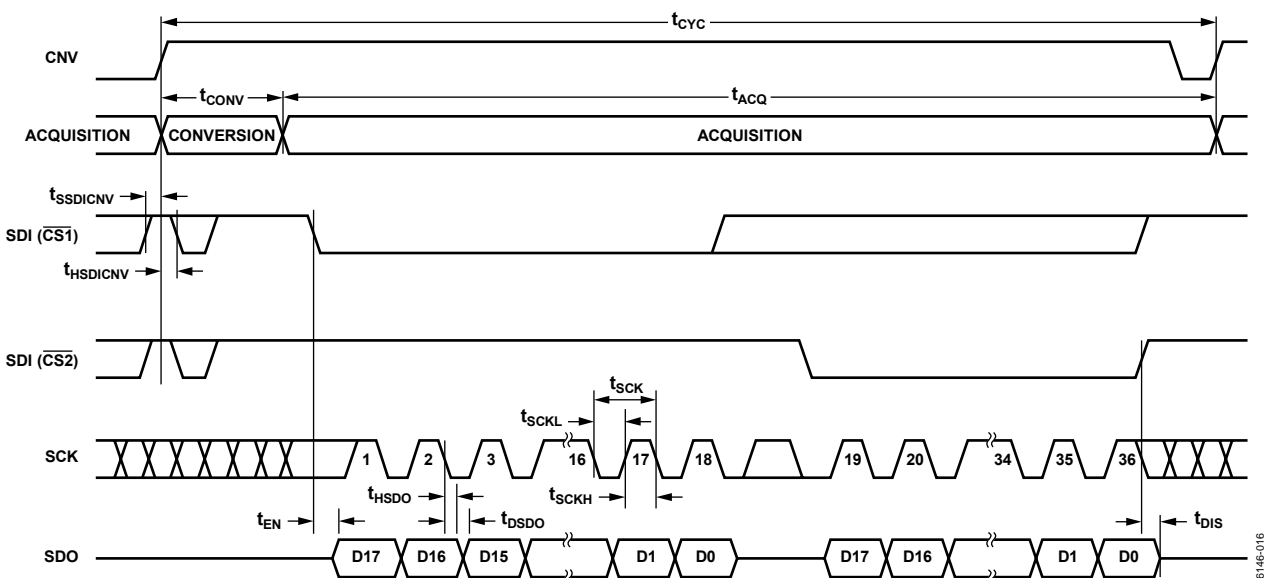 tCYC
CNV
tCONV
tACQ
ACQUISITION
CONVERSION
ACQUISITION
tSSDICNV
SDI (CS1)
tHSDICNV
SDI (CS2)
tSCK
tSCKL
SCK
1 2 3 16 17 18 19 20 34 35 36
tHSDO
tSCKH
tEN
tDSDO
tDIS
SDO
D17 D16 D15 D1 D0 D17 D16 D1 D0
6146-016